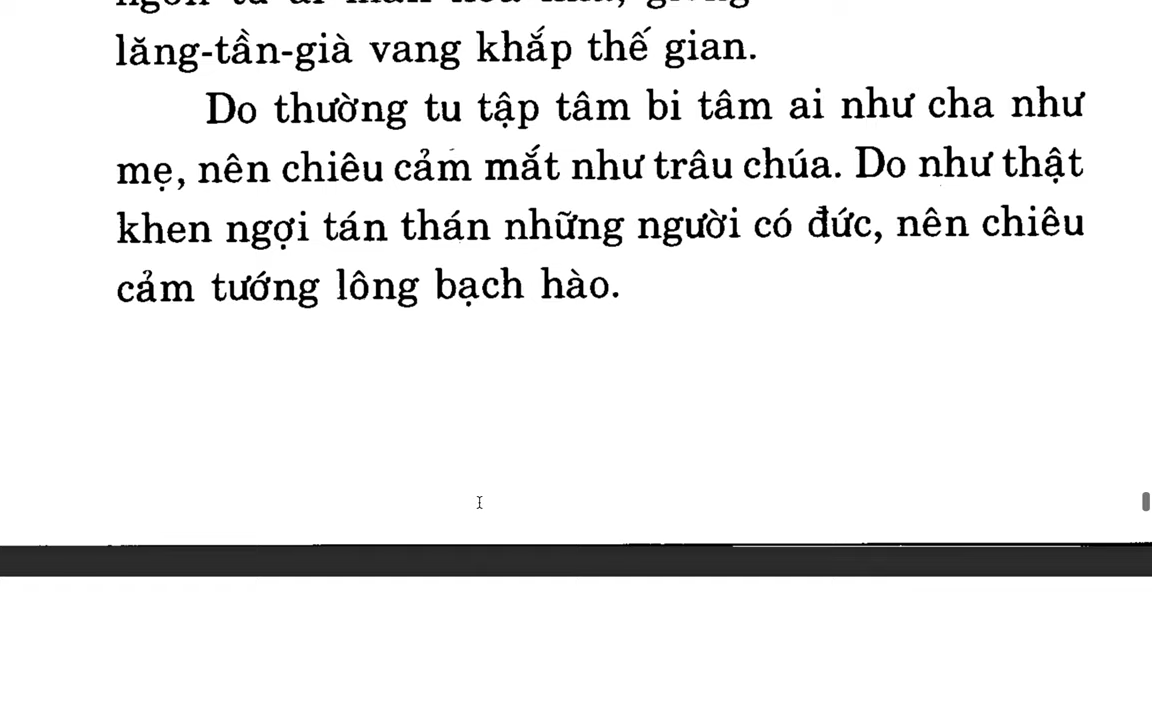 lăng-tần-già vang khắp thế gian.
Do thường tu tập tâm bi tâm ai như cha như
mẹ, nên chiêu cảm mắt như trâu chúa. Do như thật
khen ngợi tán thán những người có đức, nên chiêu
cảm tướng lông bạch hào.